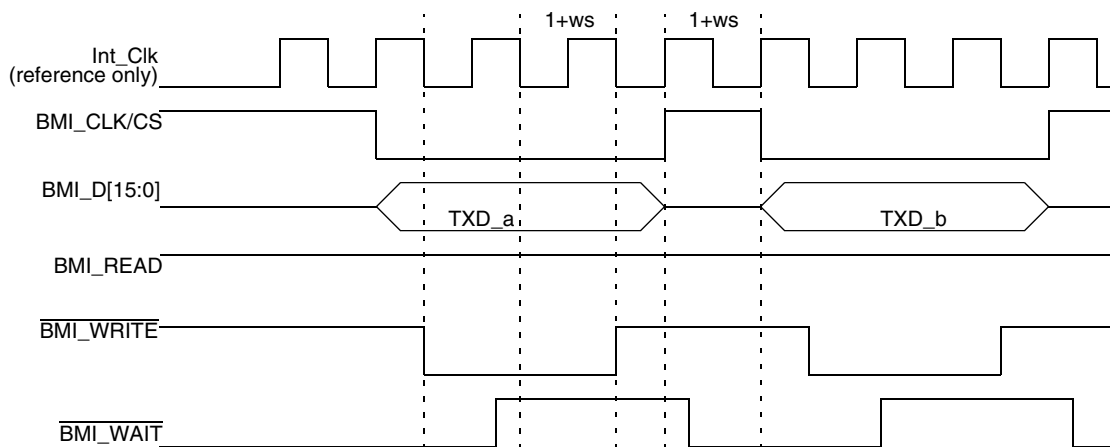 1+ws 1+ws
Int_Clk
(reference only)
BMI_CLK/CS
BMI_D[15:0]
TXD_a TXD_b
BMI_READ
BMI_WRITE
BMI_WAIT